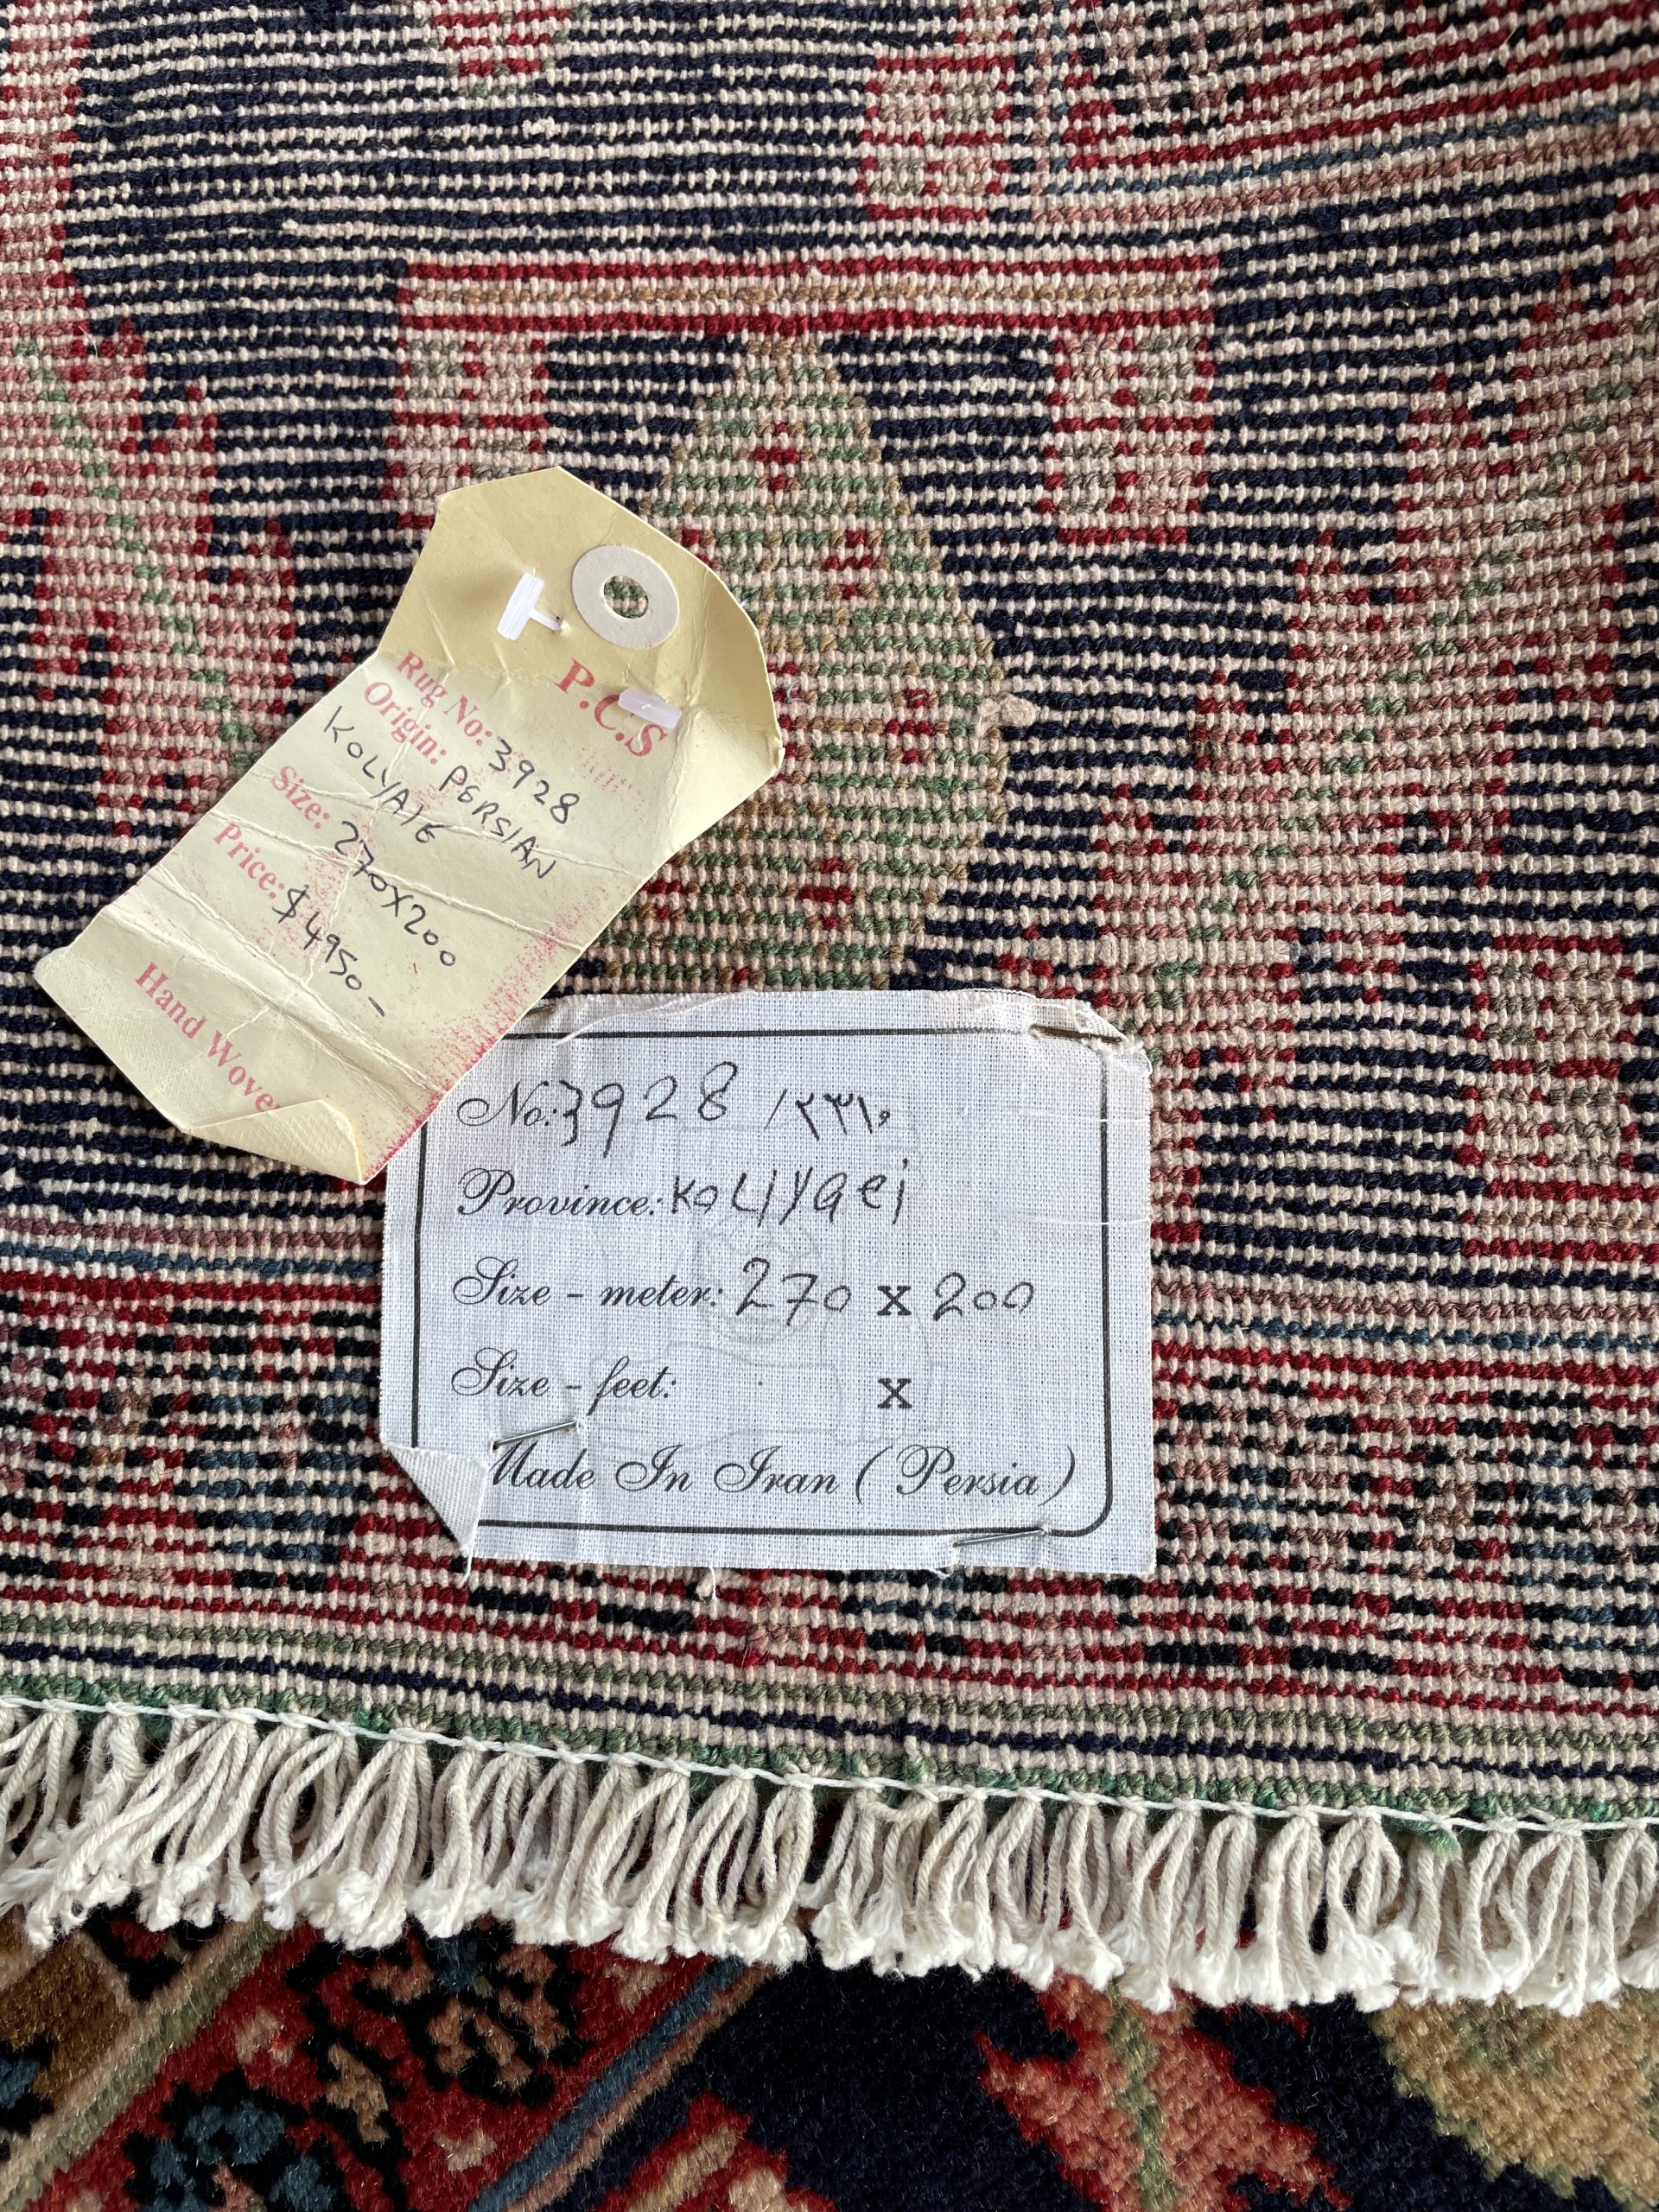 P.C.S
Rug No: 3928
Origin: PERSIAN
KOLYAIE
Size: 270X200
Price: $ 4950-
Hand Wove
No: 3928 /۲۳۱۰
Province: KOLIYAEi
Size - meter: 270 x 200
Size - feet: x
Made In Iran ( Persia )